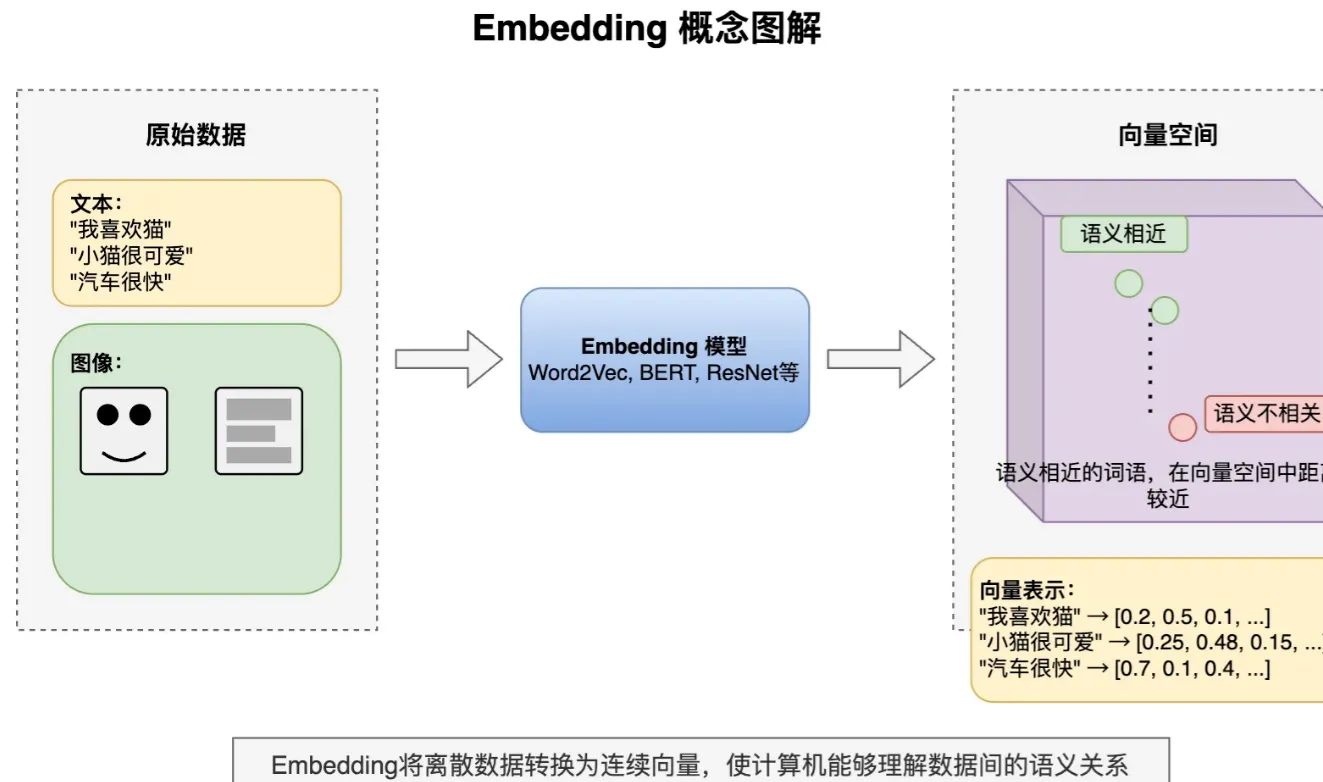 Embedding 概念图解
原始数据
文本：
"我喜欢猫"
"小猫很可爱"
"汽车很快"
图像：
Embedding 模型
Word2Vec, BERT, ResNet等
向量空间
语义相近
语义不相关
语义相近的词语，在向量空间中距
较近
向量表示：
"我喜欢猫" → [0.2, 0.5, 0.1, ...]
"小猫很可爱" → [0.25, 0.48, 0.15, ...
"汽车很快" → [0.7, 0.1, 0.4, ...]
Embedding将离散数据转换为连续向量，使计算机能够理解数据间的语义关系